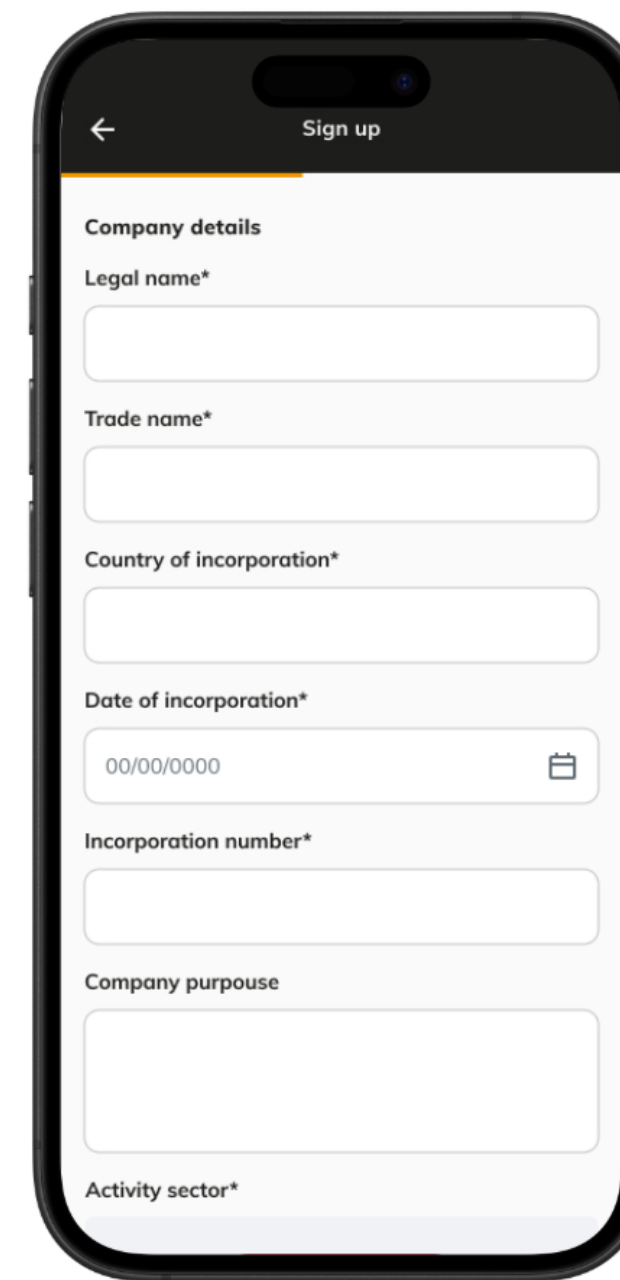 Sign up
Company details
Legal name*
Trade name*
Country of incorporation*
Date of incorporation*
00/00/0000
Incorporation number*
Company purpouse
Activity sector*